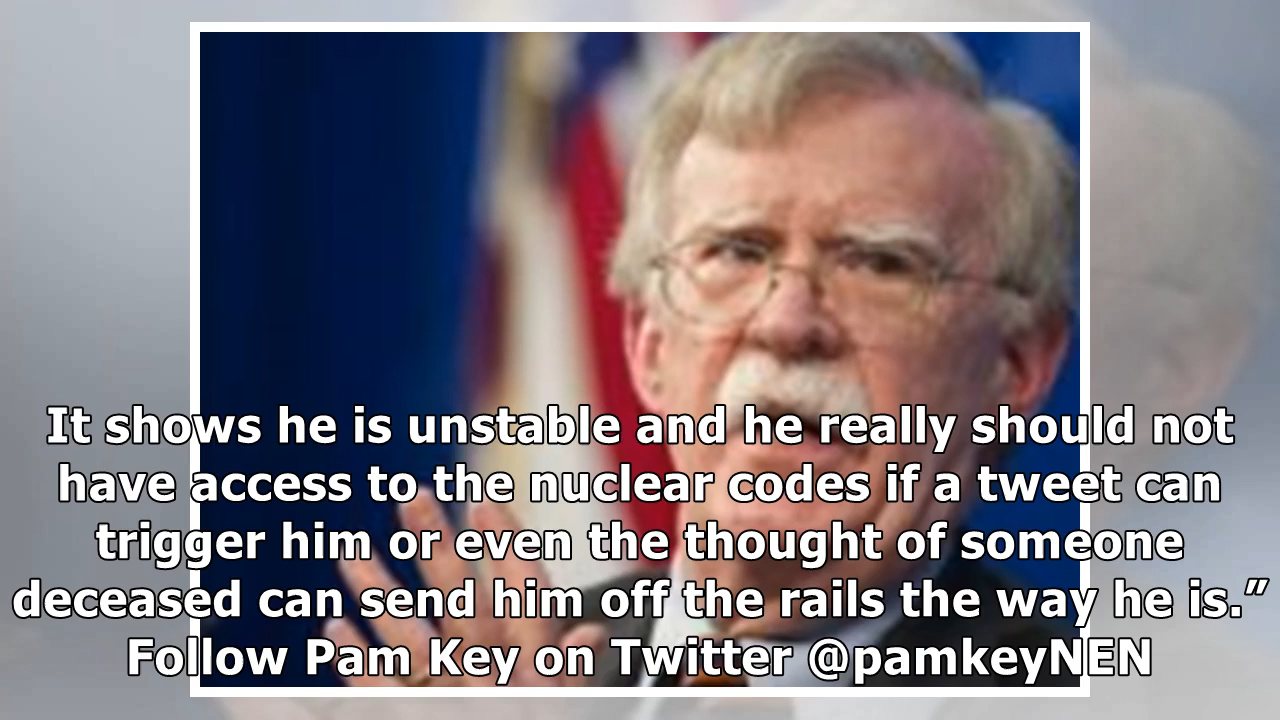 It shows he is unstable and he really should not
have access to the nuclear codes if a tweet can
trigger him or even the thought of someone
deceased can send him off the rails the way he is.”
Follow Pam Key on Twitter @pamkeyNEN